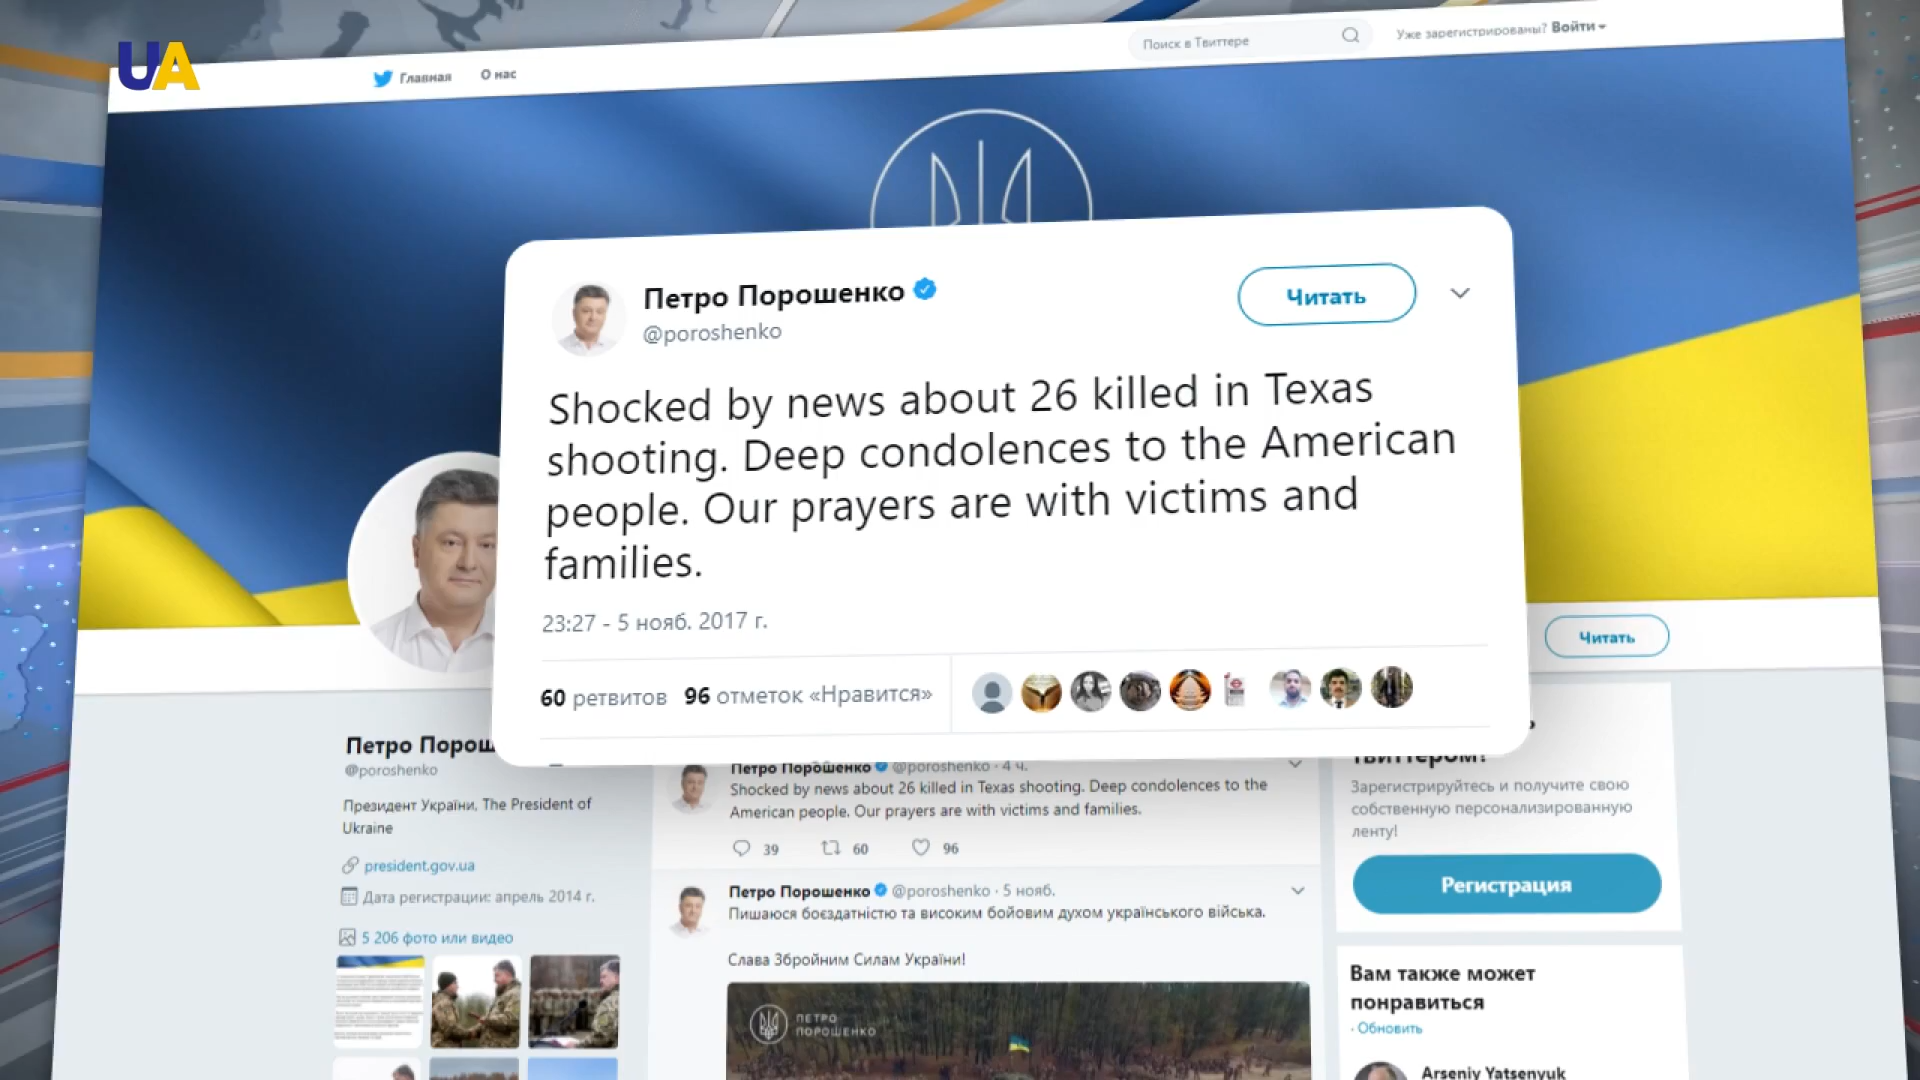 UA
Главная
О нас
Поиск в Твиттере
Уже зарегистрированы? Войти
Петро Порошенко
@poroshenko
Читать
Shocked by news about 26 killed in Texas
shooting. Deep condolences to the American
people. Our prayers are with victims and
families.
23:27 - 5 нояб. 2017 г.
60 ретвитов 96 отметок «Нравится»
Читать
Петро Порош
@poroshenko
Президент України, The President of
Ukraine
president.gov.ua
Дата регистрации: апрель 2014 г.
5 206 фото или видео
Петро Порошенко @poroshenko · 4 ч.
Shocked by news about 26 killed in Texas shooting. Deep condolences to the
American people. Our prayers are with victims and families.
39 60 96
Петро Порошенко @poroshenko · 5 нояб.
Пишаюся боєздатністю та високим бойовим духом українського війська.
Слава Збройним Силам України!
ПЕТРО
ПОРОШЕНКО
Твиттером?
Зарегистрируйтесь и получите свою
собственную персонализированную
ленту!
Регистрация
Вам также может
понравиться
· Обновить
Arseniy Yatsenyuk